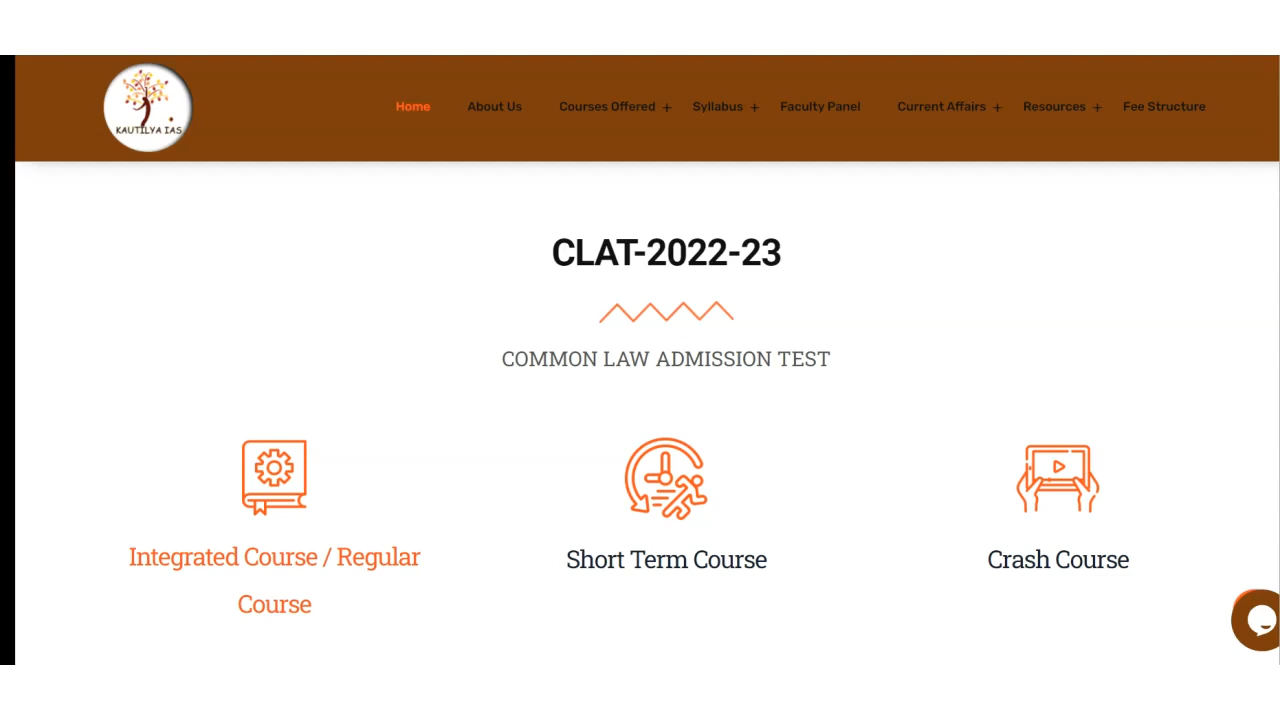 KAUTILYA IAS
Home About Us Courses Offered + Syllabus + Faculty Panel Current Affairs + Resources + Fee Structure
CLAT-2022-23
COMMON LAW ADMISSION TEST
Integrated Course / Regular
Course
Short Term Course
Crash Course